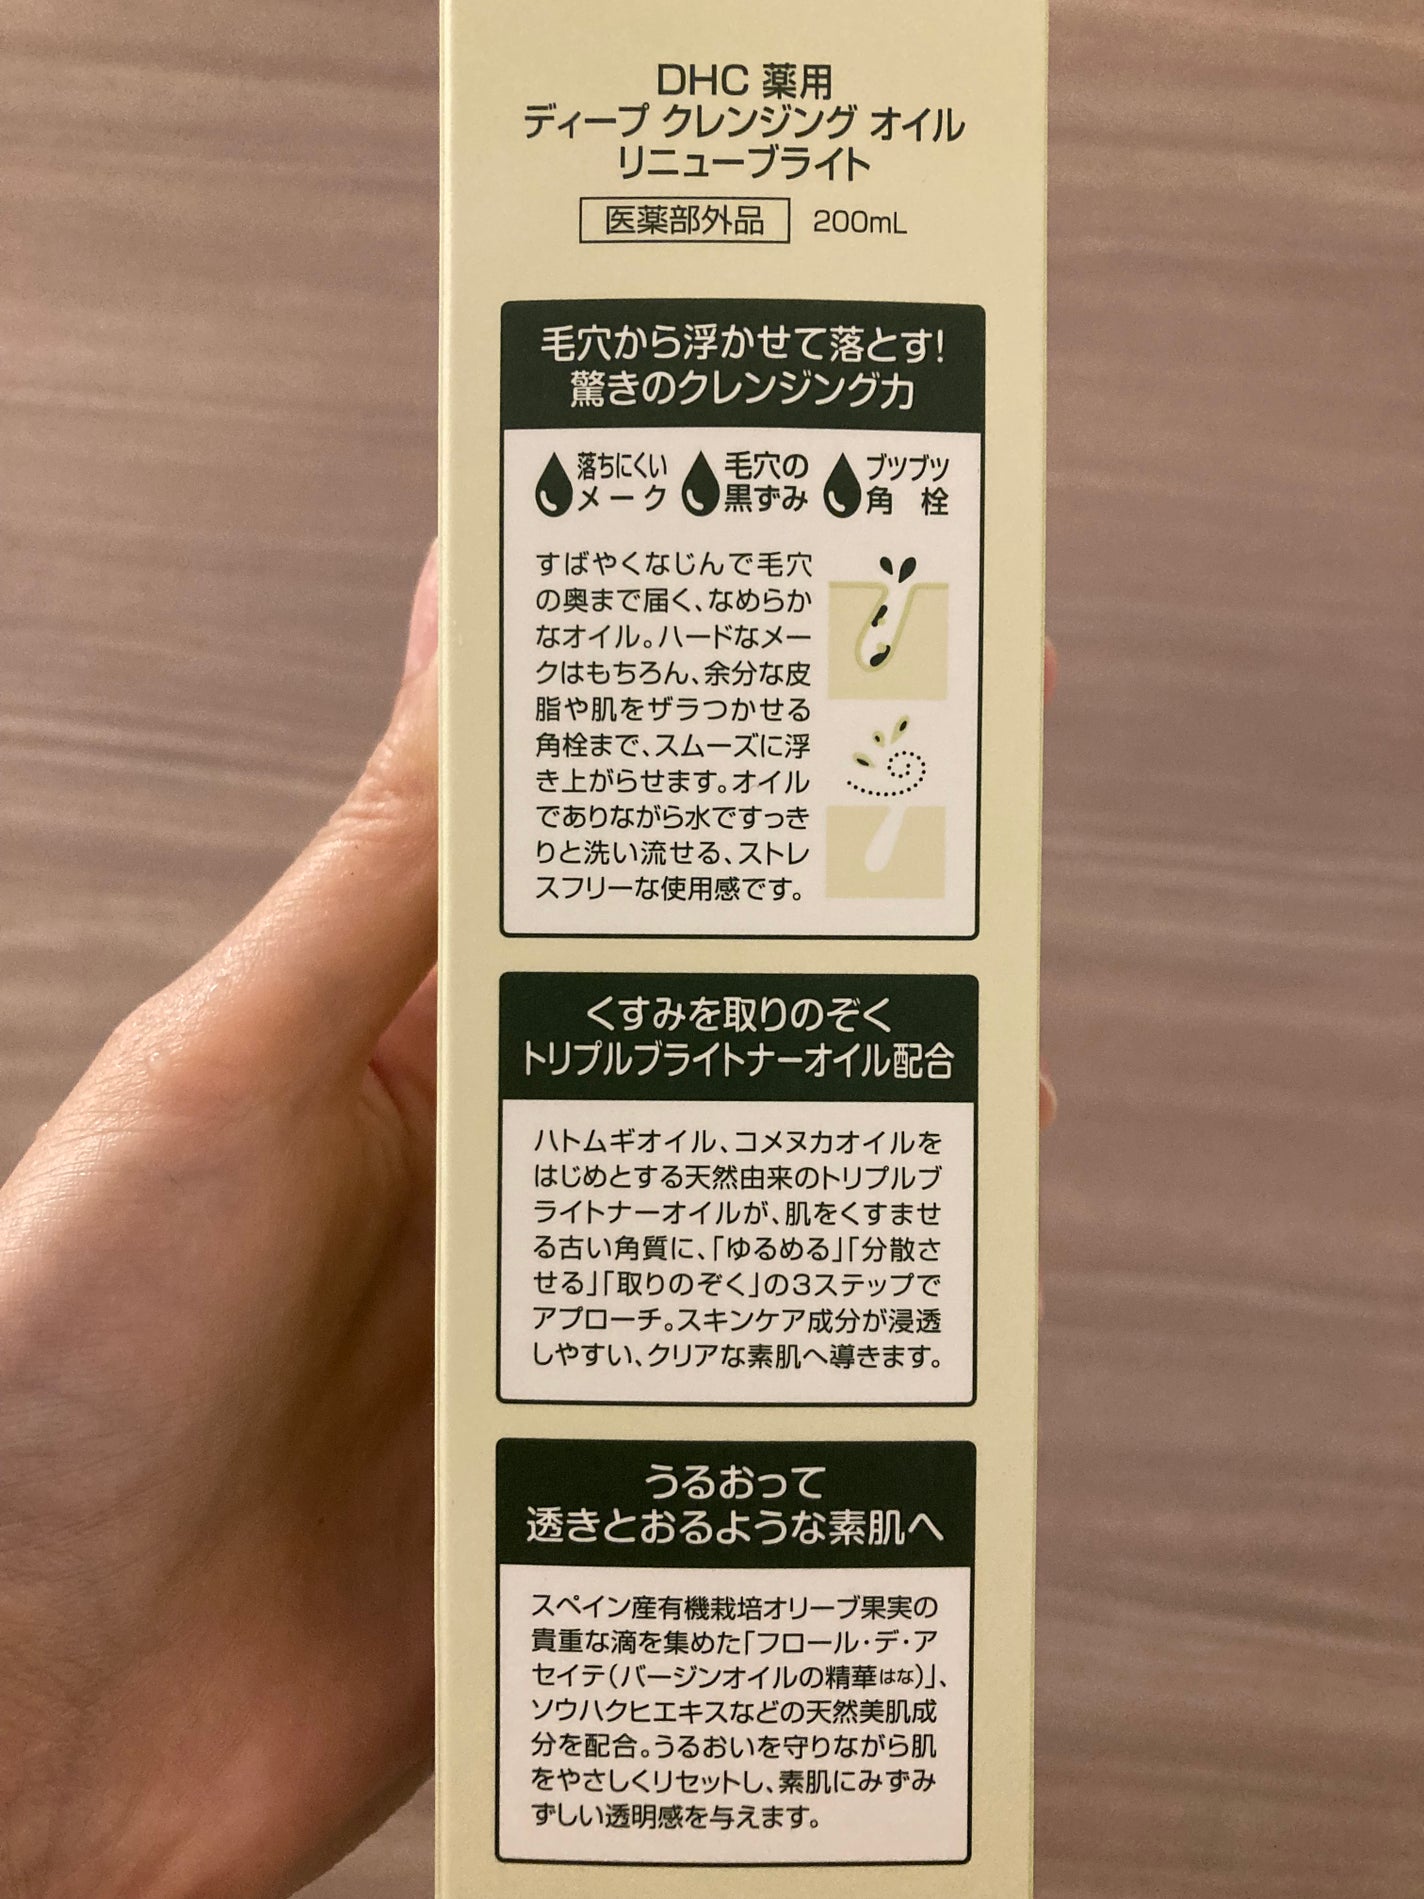 DHC 薬用
ディープ クレンジング オイル
リニューブライト
医薬部外品 200mL
毛穴から浮かせて落とす!
驚きのクレンジング力
落ちにくい
メーク
毛穴の
黒ずみ
ブツブツ
角 栓
すばやくなじんで毛穴
の奥まで届く、なめらか
なオイル。ハードなメー
クはもちろん、余分な皮
脂や肌をザラつかせる
角栓まで、スムーズに浮
き上がらせます。オイル
でありながら水ですっき
りと洗い流せる、ストレ
スフリーな使用感です。
くすみを取りのぞく
トリプルブライトナーオイル配合
ハトムギオイル、コメヌカオイルを
はじめとする天然由来のトリプルブ
ライトナーオイルが、肌をくすませ
る古い角質に、「ゆるめる」「分散さ
せる」「取りのぞく」の3ステップで
アプローチ。スキンケア成分が浸透
しやすい、クリアな素肌へ導きます。
うるおって
透きとおるような素肌へ
スペイン産有機栽培オリーブ果実の
貴重な滴を集めた「フロール・デ・ア
セイテ(バージンオイルの精華はな)」、
ソウハクヒエキスなどの天然美肌成
分を配合。うるおいを守りながら肌
をやさしくリセットし、素肌にみずみ
ずしい透明感を与えます。